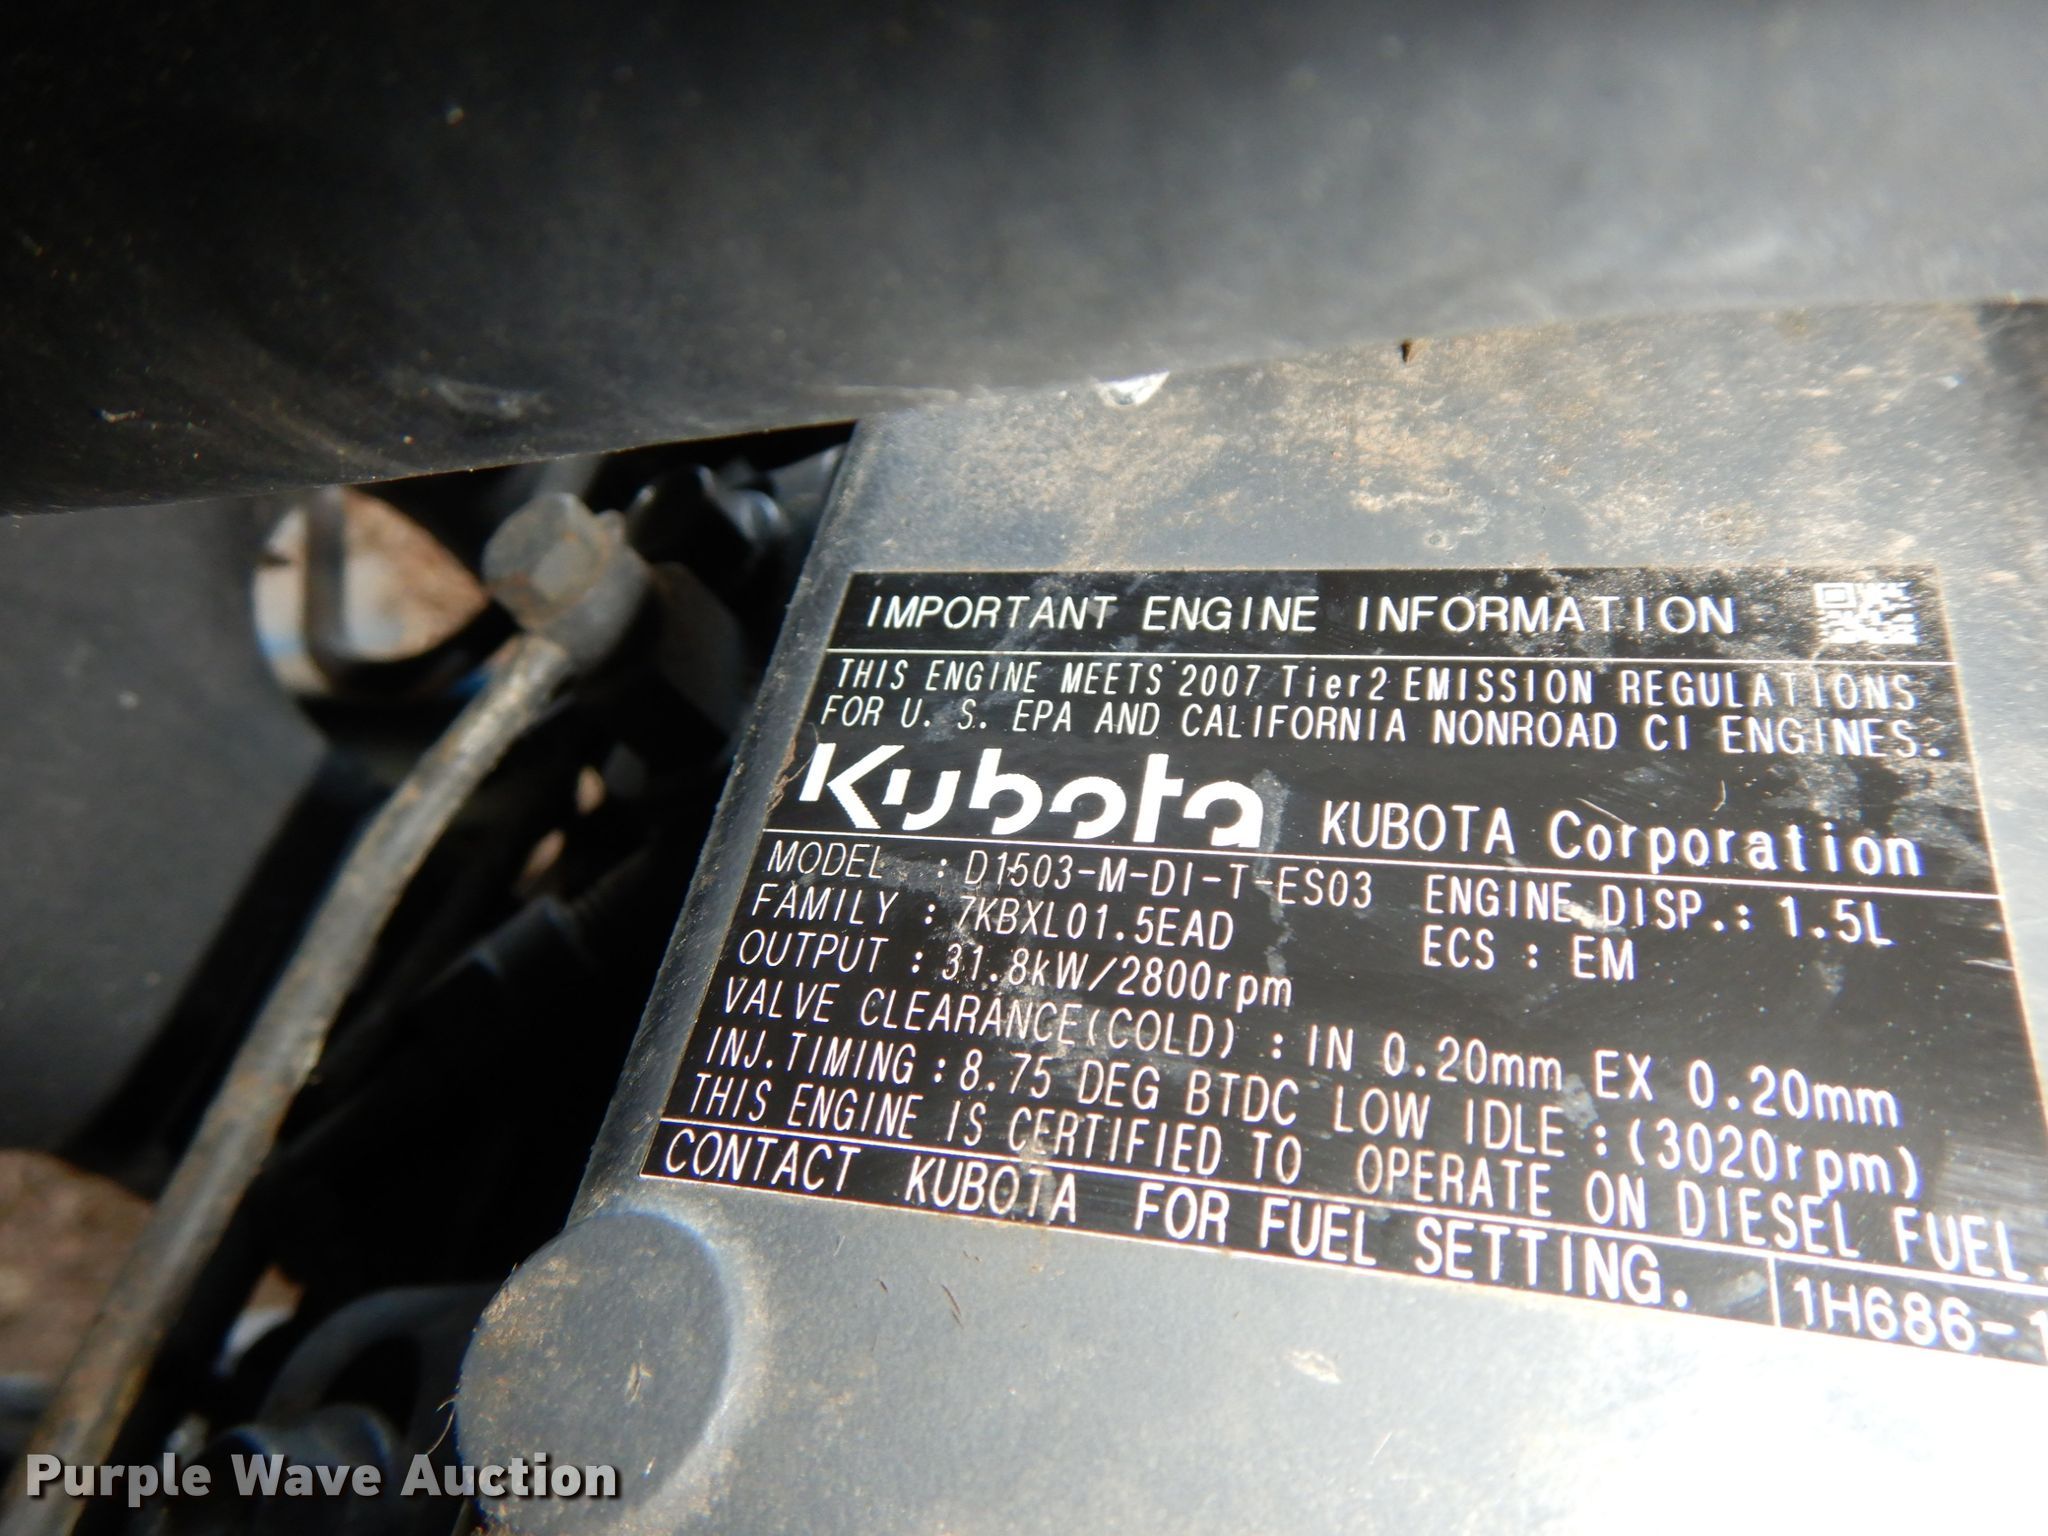 IMPORTANT ENGINE INFORMATION
THIS ENGINE MEETS 2007 Tier2 EMISSION REGULATIONS
FOR U. S. EPA AND CALIFORNIA NONROAD CI ENGINES.
Kubota KUBOTA Corporation
MODEL : D1503-M-DI-T-ES03 ENGINE DISP.: 1.5L
FAMILY : 7KBXL01.5EAD ECS : EM
OUTPUT : 31.8kW/2800rpm
VALVE CLEARANCE(COLD) : IN 0.20mm EX 0.20mm
INJ.TIMING : 8.75 DEG BTDC LOW IDLE : (3020rpm)
THIS ENGINE IS CERTIFIED TO OPERATE ON DIESEL FUEL.
CONTACT KUBOTA FOR FUEL SETTING. 1H686-1
Purple Wave Auction